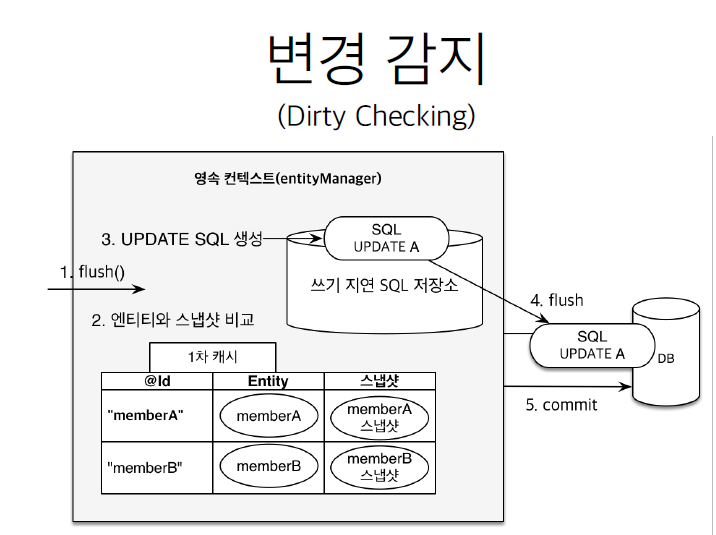 변경 감지
(Dirty Checking)
영속 컨텍스트(entityManager)
SQL
UPDATE A
3. UPDATE SQL 생성
1. flush()
쓰기 지연 SQL 저장소
4. flush
2. 엔티티와 스냅샷 비교
SQL
UPDATE A
DB
1차 캐시
@Id Entity 스냅샷
5. commit
"memberA" memberA memberA
스냅샷
"memberB" memberB memberB
스냅샷